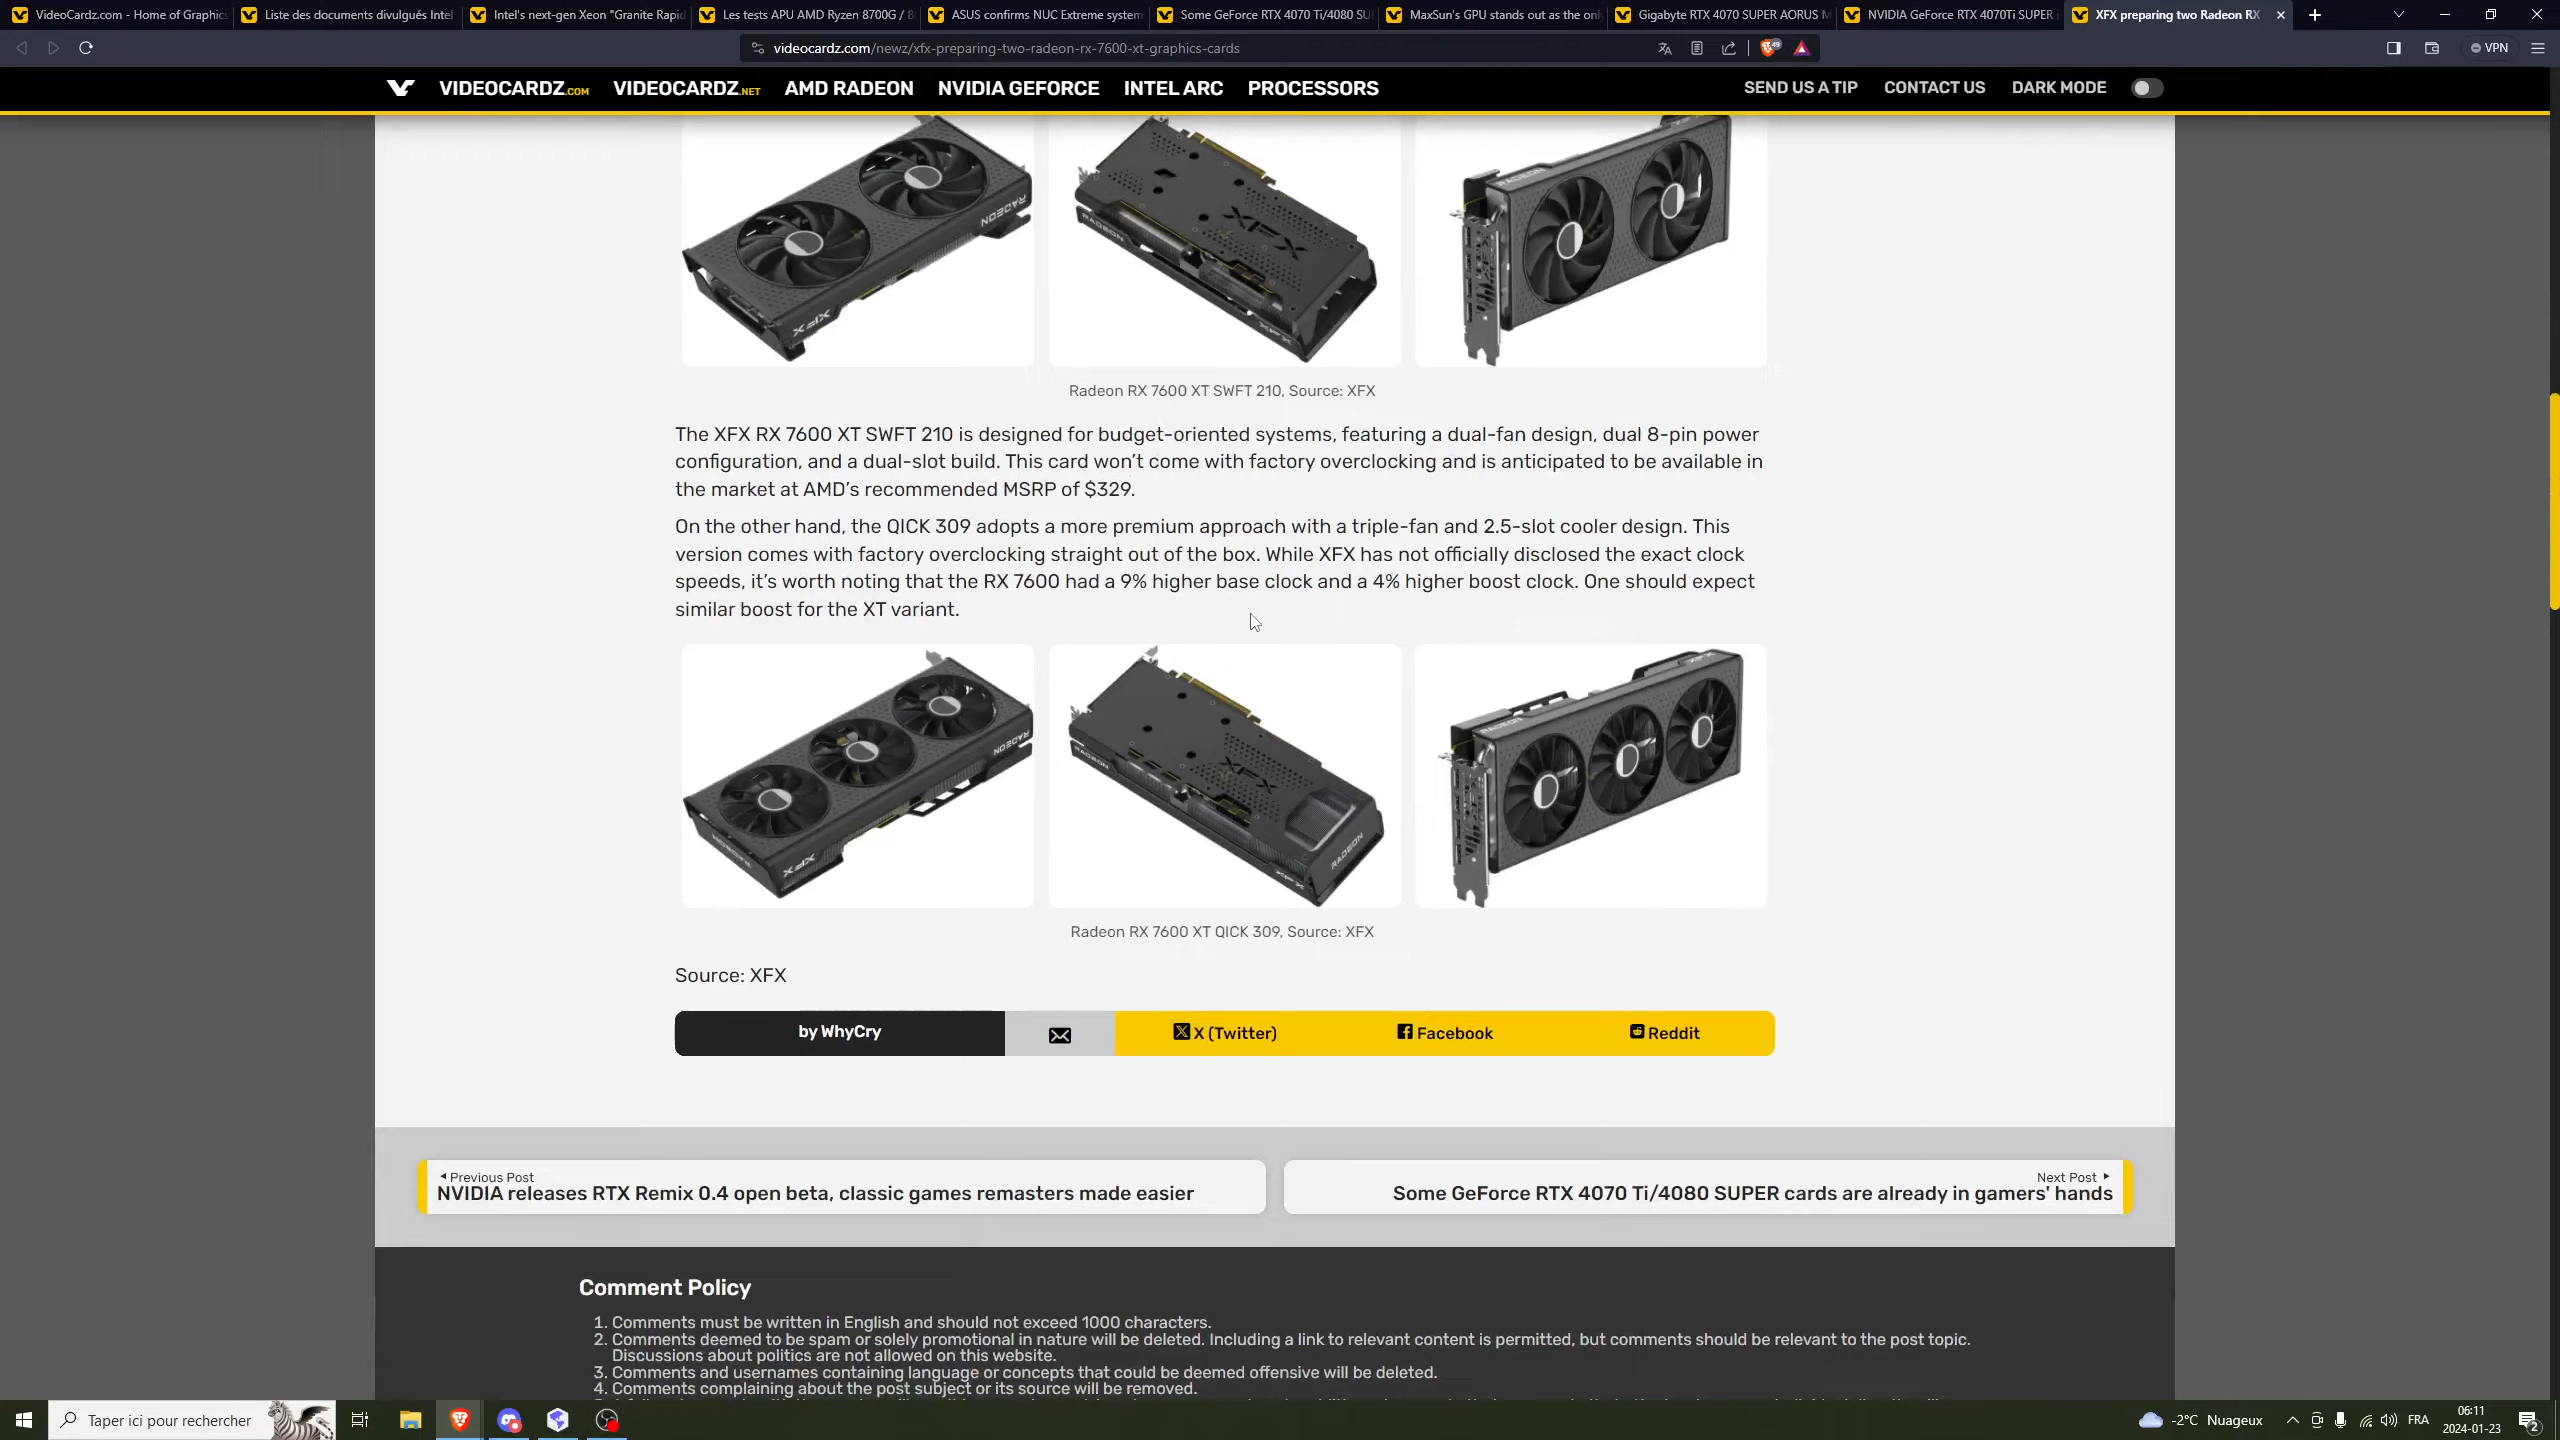 VideoCardz.com - Home of Graphics
Liste des documents divulgués Intel
Intel's next-gen Xeon "Granite Rapid
Les tests APU AMD Ryzen 8700G / 8
ASUS confirms NUC Extreme system
Some GeForce RTX 4070 Ti/4080 SU
MaxSun's GPU stands out as the onl
Gigabyte RTX 4070 SUPER AORUS M
NVIDIA GeForce RTX 4070Ti SUPER
XFX preparing two Radeon RX
videocardz.com/newz/xfx-preparing-two-radeon-rx-7600-xt-graphics-cards
VPN
VIDEOCARDZ.COM VIDEOCARDZ.NET AMD RADEON NVIDIA GEFORCE INTEL ARC PROCESSORS SEND US A TIP CONTACT US DARK MODE
Radeon RX 7600 XT SWFT 210, Source: XFX
The XFX RX 7600 XT SWFT 210 is designed for budget-oriented systems, featuring a dual-fan design, dual 8-pin power
configuration, and a dual-slot build. This card won't come with factory overclocking and is anticipated to be available in
the market at AMD's recommended MSRP of $329.
On the other hand, the QICK 309 adopts a more premium approach with a triple-fan and 2.5-slot cooler design. This
version comes with factory overclocking straight out of the box. While XFX has not officially disclosed the exact clock
speeds, it's worth noting that the RX 7600 had a 9% higher base clock and a 4% higher boost clock. One should expect
similar boost for the XT variant.
Radeon RX 7600 XT QICK 309, Source: XFX
Source: XFX
by WhyCry
X (Twitter)
Facebook
Reddit
Previous Post
NVIDIA releases RTX Remix 0.4 open beta, classic games remasters made easier
Next Post
Some GeForce RTX 4070 Ti/4080 SUPER cards are already in gamers' hands
Comment Policy
1. Comments must be written in English and should not exceed 1000 characters.
2. Comments deemed to be spam or solely promotional in nature will be deleted. Including a link to relevant content is permitted, but comments should be relevant to the post topic.
Discussions about politics are not allowed on this website.
3. Comments and usernames containing language or concepts that could be deemed offensive will be deleted.
4. Comments complaining about the post subject or its source will be removed.
Taper ici pour rechercher
-2°C Nuageux
FRA
06:11
2024-01-23
2